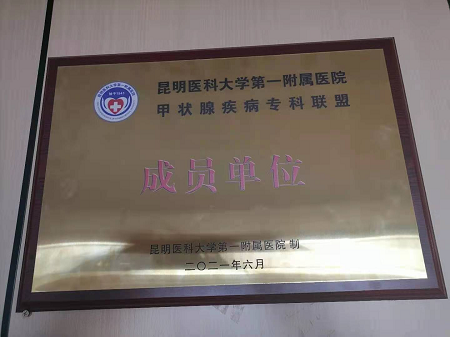 昆明医科大学第一附属医院
甲状腺疾病专科联盟
成员单位
昆明医科大学第一附属医院 制
二〇二一年六月